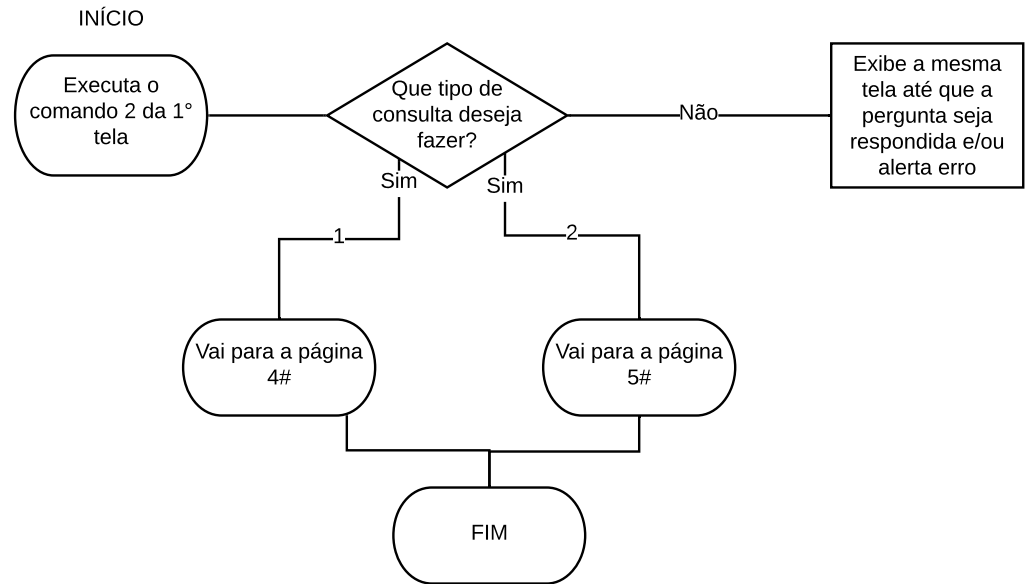 INÍCIO
Executa o
comando 2 da 1°
tela
Que tipo de
consulta deseja
fazer?
Não
Exibe a mesma
tela até que a
pergunta seja
respondida e/ou
alerta erro
Sim
Sim
1
2
Vai para a página
4#
Vai para a página
5#
FIM